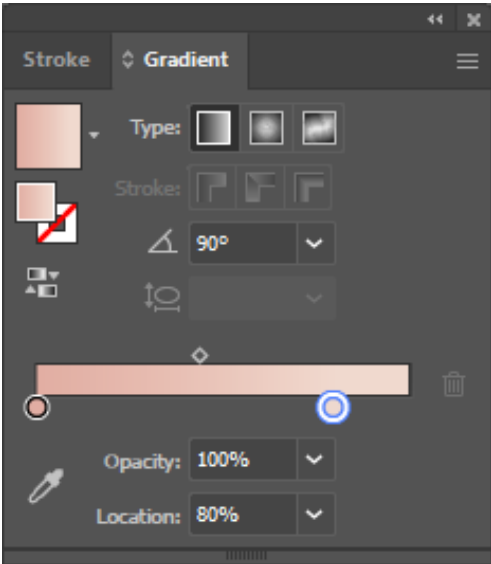 Stroke
Gradient
Type:
Stroke:
90°
Opacity: 100%
Location: 80%